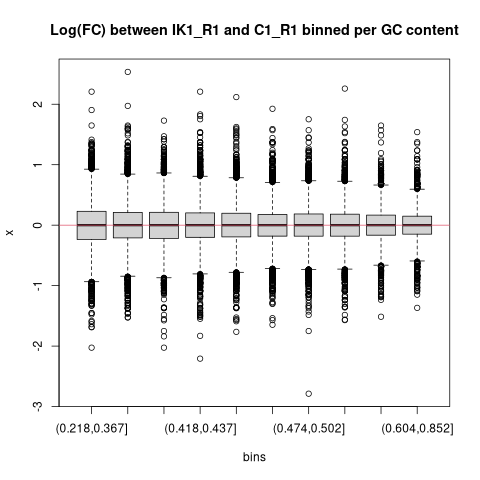 Log(FC) between IK1_R1 and C1_R1 binned per GC content
2
1
0
-1
-2
-3
x
(0.218,0.367] (0.418,0.437] (0.474,0.502] (0.604,0.852]
bins